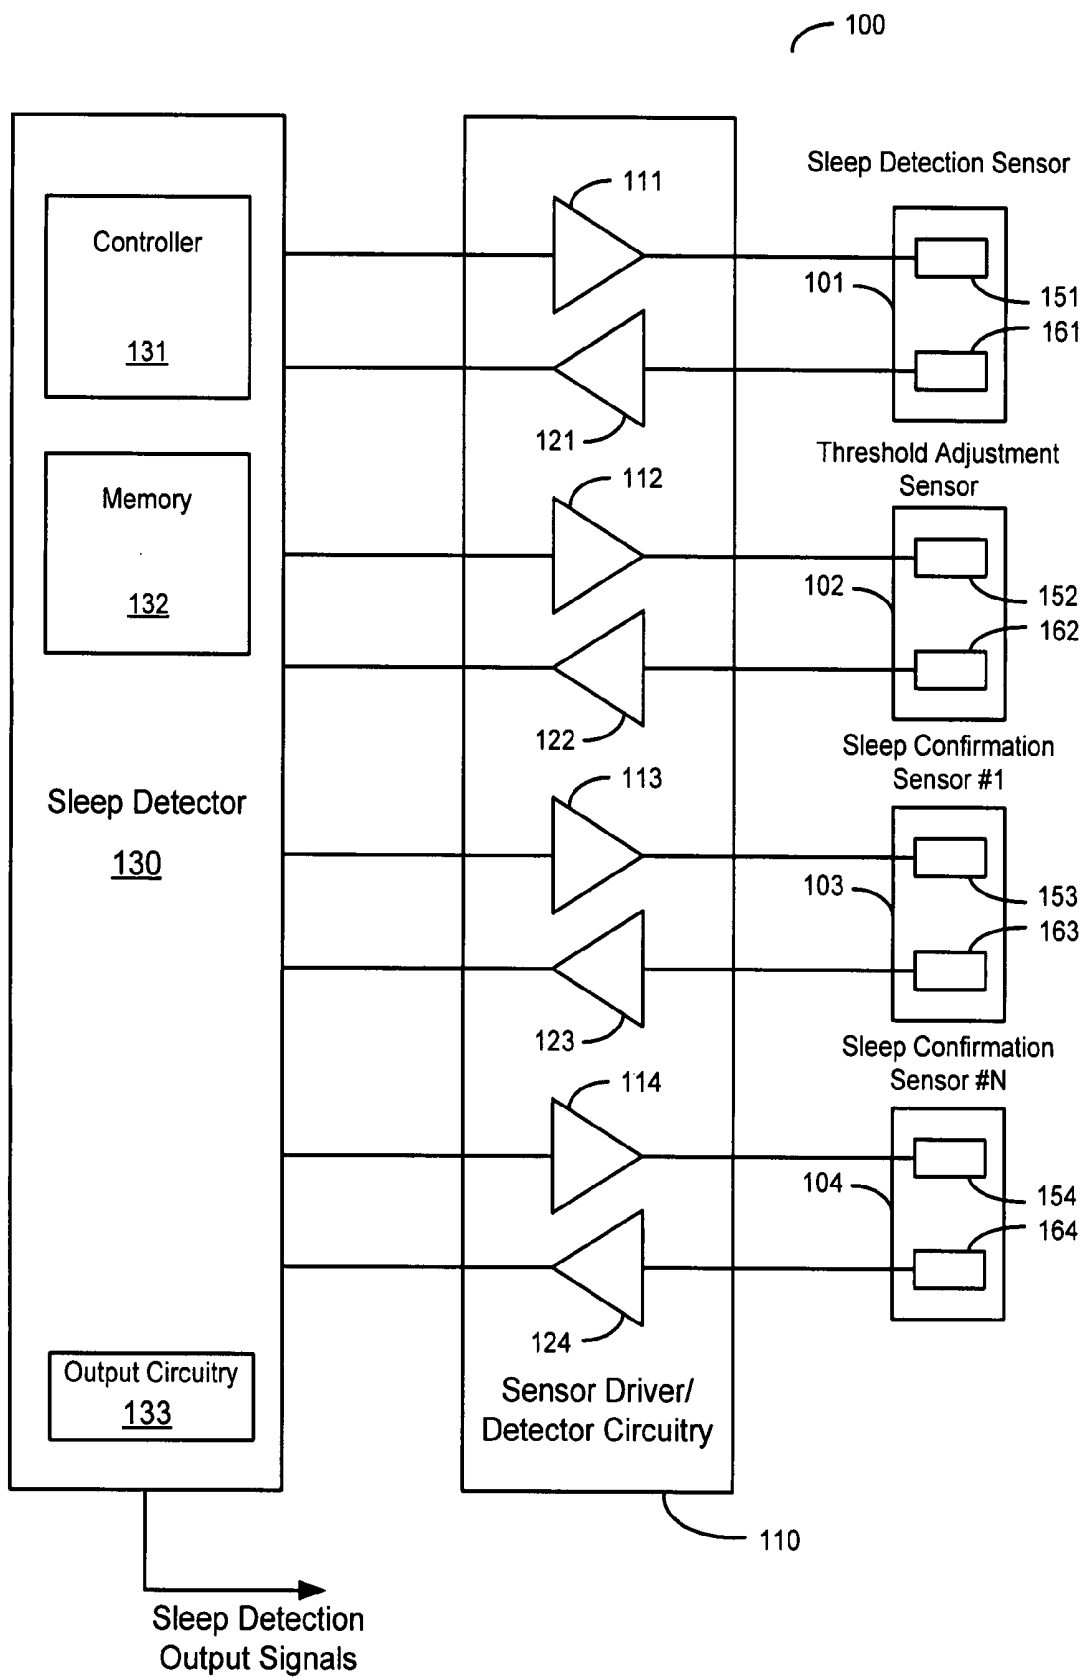 100
Sleep Detection Sensor
111
Controller
101
151
131
161
121
Threshold Adjustment
Sensor
112
Memory
102
152
132
162
122
Sleep Confirmation
Sensor #1
113
Sleep Detector
130
103
153
163
123
Sleep Confirmation
Sensor #N
114
104
154
164
124
Output Circuitry
133
Sensor Driver/
Detector Circuitry
110
Sleep Detection
Output Signals